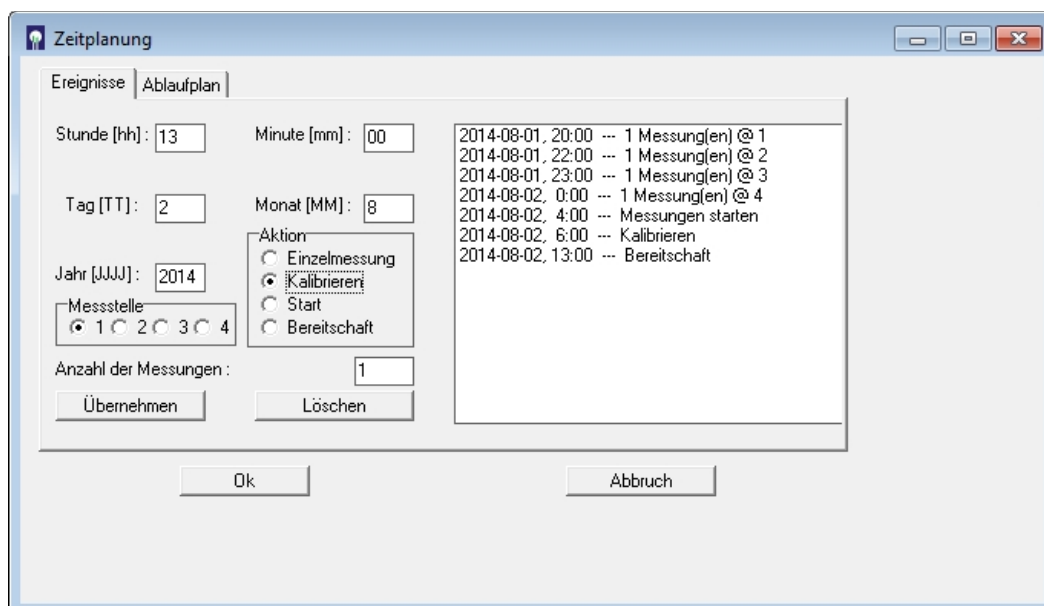 Zeitplanung
Ereignisse Ablaufplan
Stunde [hh] : 13 Minute [mm] : 00
Tag [TT] : 2 Monat [MM] : 8
Jahr [JJJJ] : 2014
Aktion
Einzelmessung
Kalibrieren
Start
Bereitschaft
Messstelle
1 2 3 4
Anzahl der Messungen : 1
Übernehmen Löschen
2014-08-01, 20:00 --- 1 Messung(en) @ 1
2014-08-01, 22:00 --- 1 Messung(en) @ 2
2014-08-01, 23:00 --- 1 Messung(en) @ 3
2014-08-02, 0:00 --- 1 Messung(en) @ 4
2014-08-02, 4:00 --- Messungen starten
2014-08-02, 6:00 --- Kalibrieren
2014-08-02, 13:00 --- Bereitschaft
Ok Abbruch